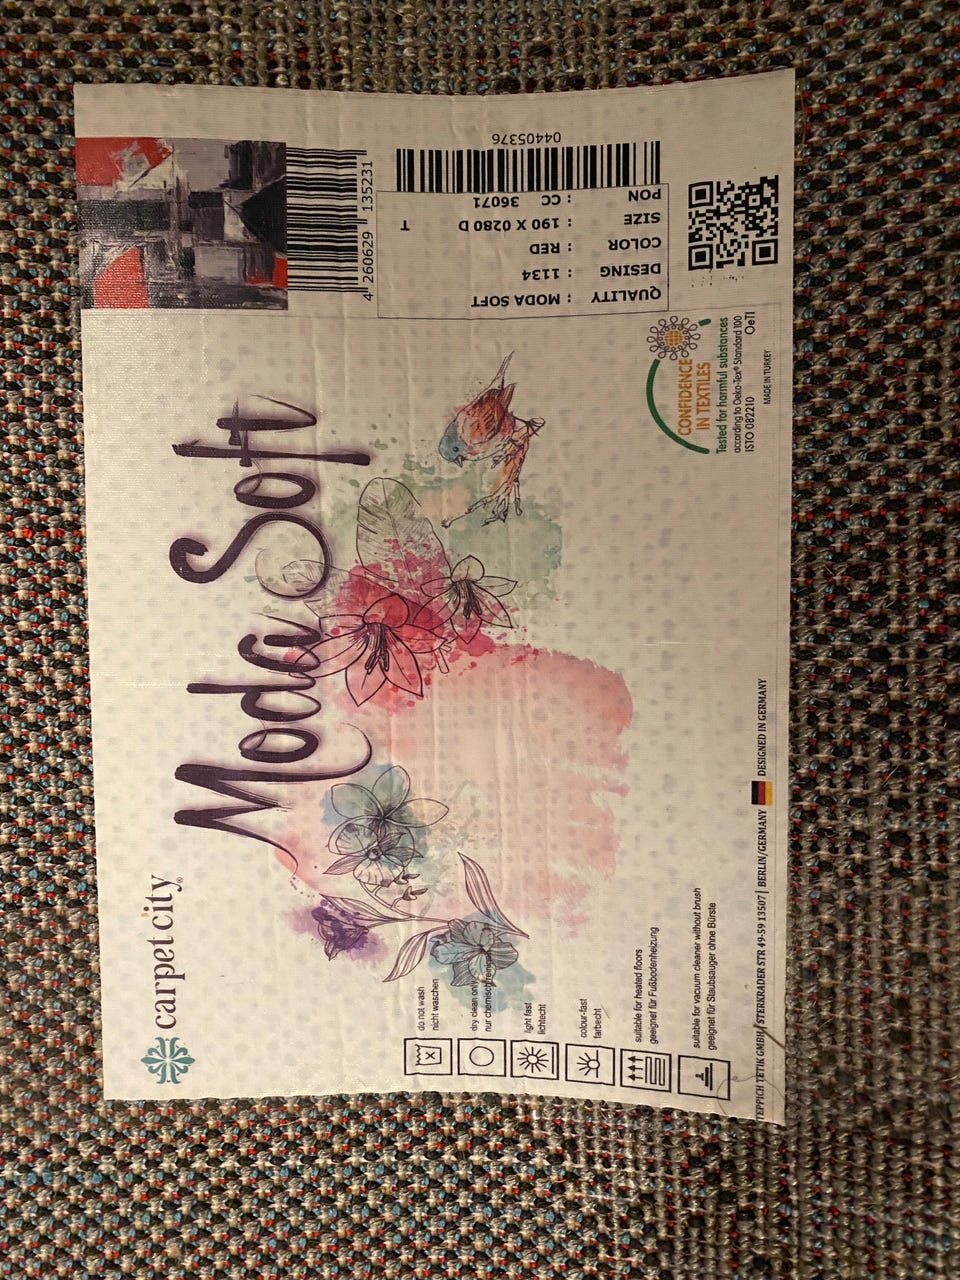 carpet city®
Moda Soft
do not wash
nicht waschen
dry clean only
nur chemisch
light fast
lichtecht
colour-fast
farbecht
suitable for heated floors
geeignet für Fußbodenheizung
suitable for vacuum cleaner without brush
geeignet für Staubsauger ohne Bürste
TEPPICH TETIK GMBH / STERKRADER STR 49-59 13507 | BERLIN/GERMANY DESIGNED IN GERMANY
4 260629 135231
QUALITY : MODA SOFT
DESING : 1134
COLOR : RED
SIZE : 190 X 0280 D T
PON : CC 36071
04405376
CONFIDENCE
IN TEXTILES
Tested for harmful substances
according to Oeko-Tex® Standard 100
ISTO 082210 OeTI
MADE IN TURKEY